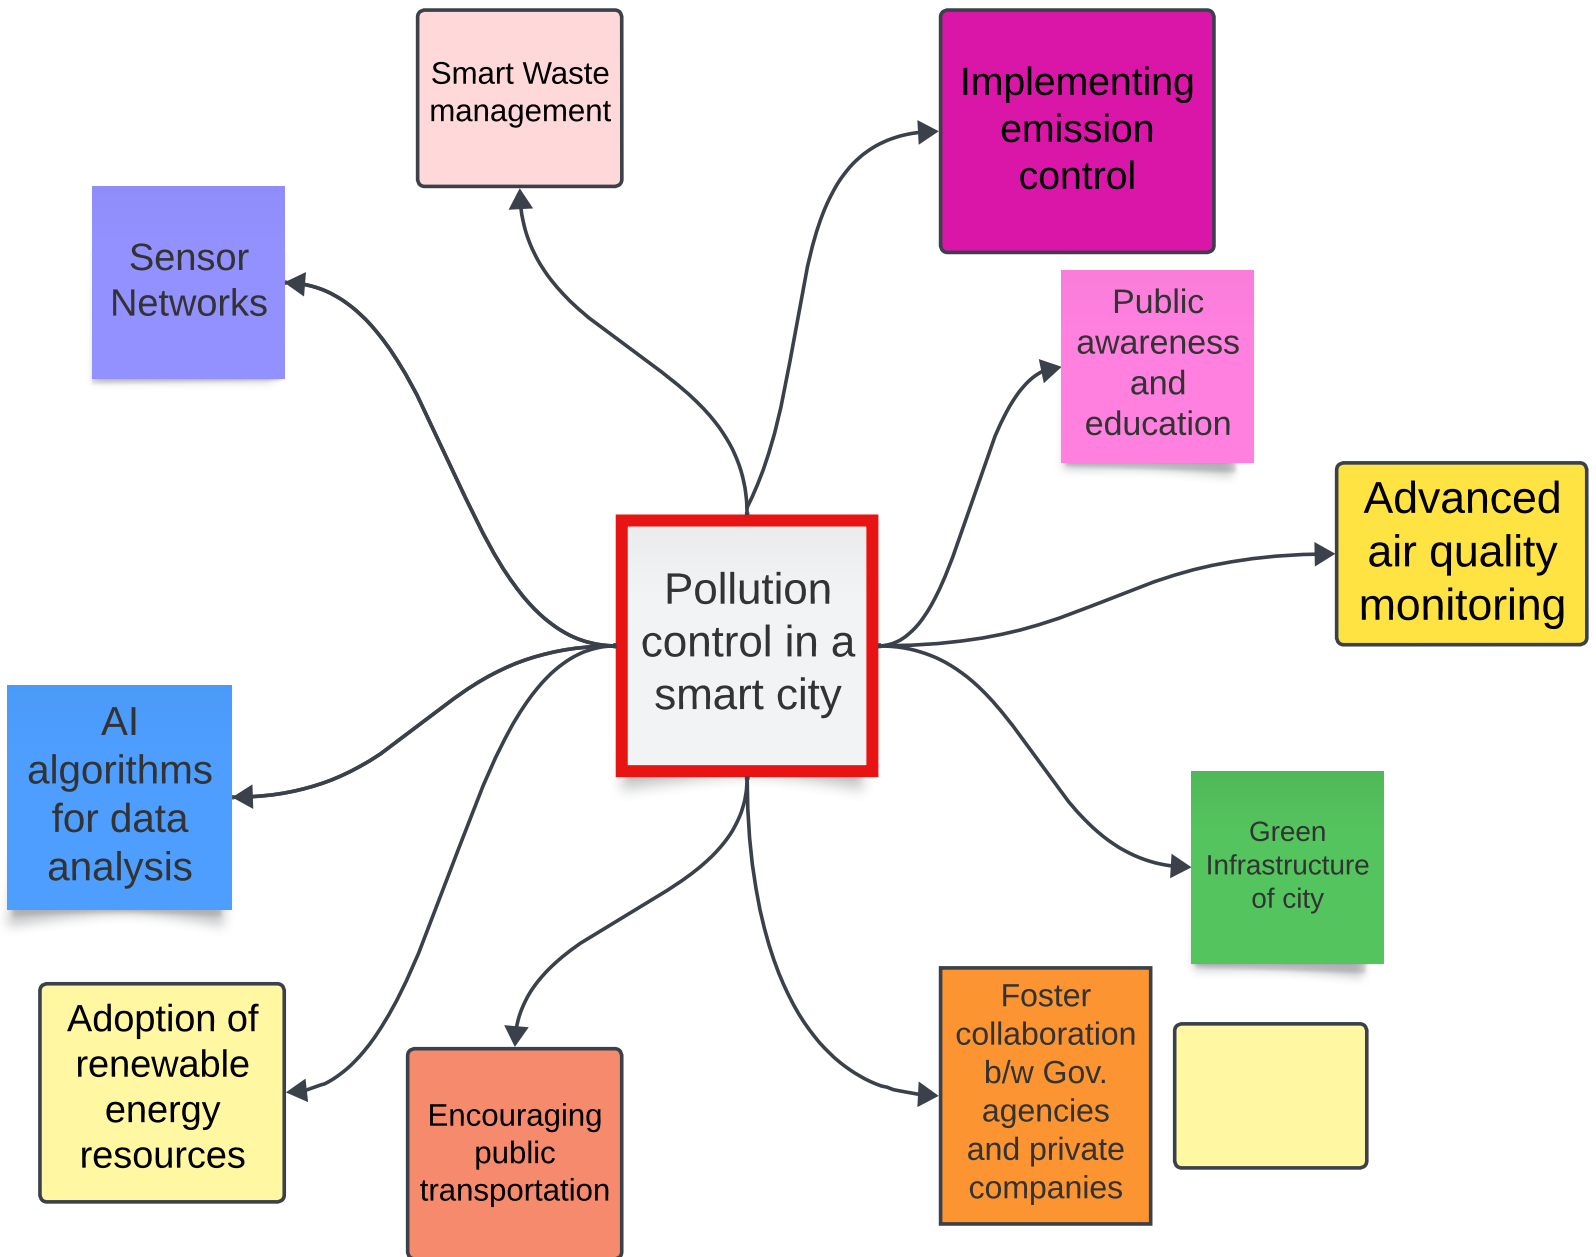 Smart Waste
management
Implementing
emission
control
Sensor
Networks
Public
awareness
and
education
Advanced
air quality
monitoring
Pollution
control in a
smart city
AI
algorithms
for data
analysis
Green
Infrastructure
of city
Adoption of
renewable
energy
resources
Encouraging
public
transportation
Foster
collaboration
b/w Gov.
agencies
and private
companies